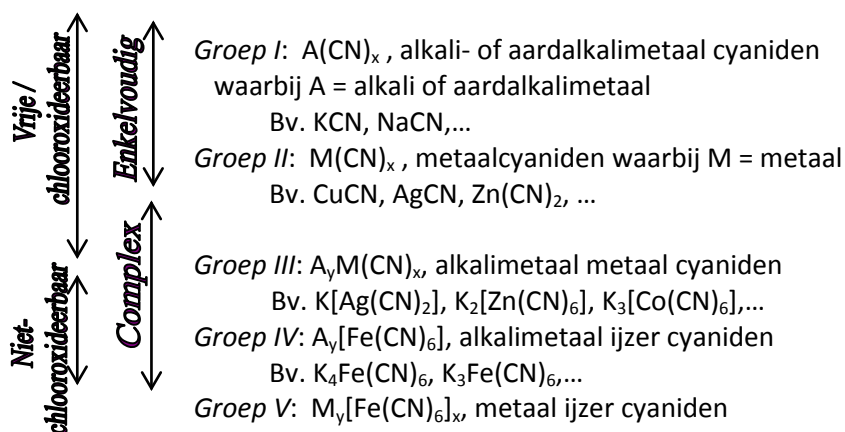 Vrije /
chlooroxideerbaar
Niet-
chlooroxideerbaar
Enkelvoudig
Complex
Groep I: A(CN)ₓ , alkali- of aardalkalimetaal cyaniden
waarbij A = alkali of aardalkalimetaal
Bv. KCN, NaCN,...
Groep II: M(CN)ₓ , metaalcyaniden waarbij M = metaal
Bv. CuCN, AgCN, Zn(CN)₂, ...
Groep III: AᵧM(CN)ₓ, alkalimetaal metaal cyaniden
Bv. K[Ag(CN)₂], K₂[Zn(CN)₆], K₃[Co(CN)₆],...
Groep IV: Aᵧ[Fe(CN)₆], alkalimetaal ijzer cyaniden
Bv. K₄Fe(CN)₆, K₃Fe(CN)₆,...
Groep V: Mᵧ[Fe(CN)₆]ₓ, metaal ijzer cyaniden